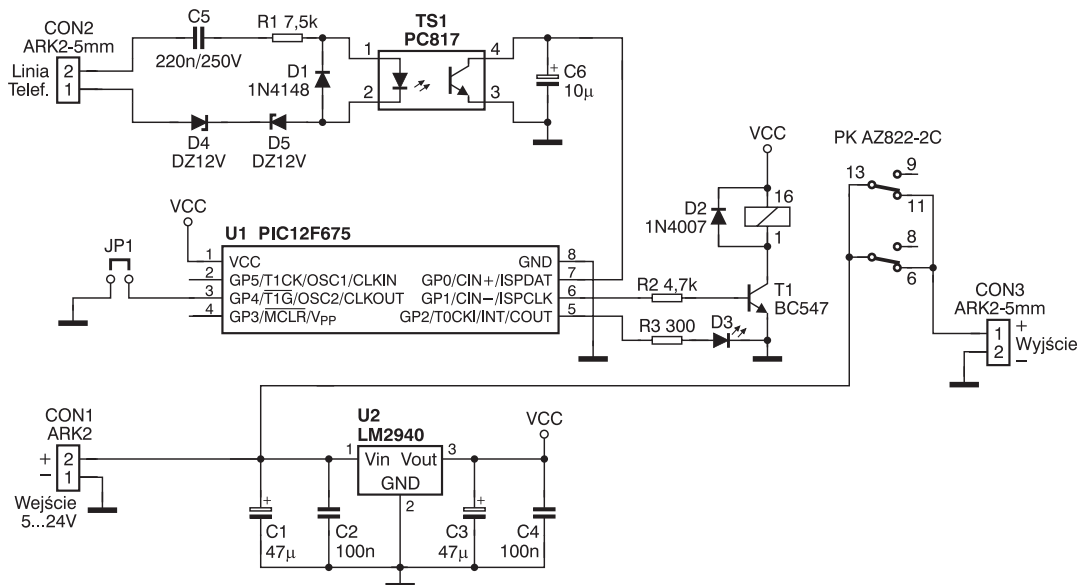 CON2
ARK2-5mm
Linia
Telef.
2
1
C5
220n/250V
R1 7,5k
D1
1N4148
D4
DZ12V
D5
DZ12V
TS1
PC817
1
2
4
3
+
C6
10µ
VCC
D2
1N4007
16
1
PK AZ822-2C
13
9
11
8
6
VCC
JP1
U1 PIC12F675
1 VCC
2 GP5/T1CK/OSC1/CLKIN
3 GP4/T1G/OSC2/CLKOUT
4 GP3/MCLR/VPP
GND 8
GP0/CIN+/ISPDAT 7
GP1/CIN−/ISPCLK 6
GP2/T0CKI/INT/COUT 5
R2 4,7k
R3 300
D3
T1
BC547
CON3
ARK2-5mm
1
2
+
Wyjście
−
CON1
ARK2
+ 2
− 1
Wejście
5...24V
U2
LM2940
1 Vin Vout 3
GND
2
VCC
+
C1
47µ
C2
100n
+
C3
47µ
C4
100n